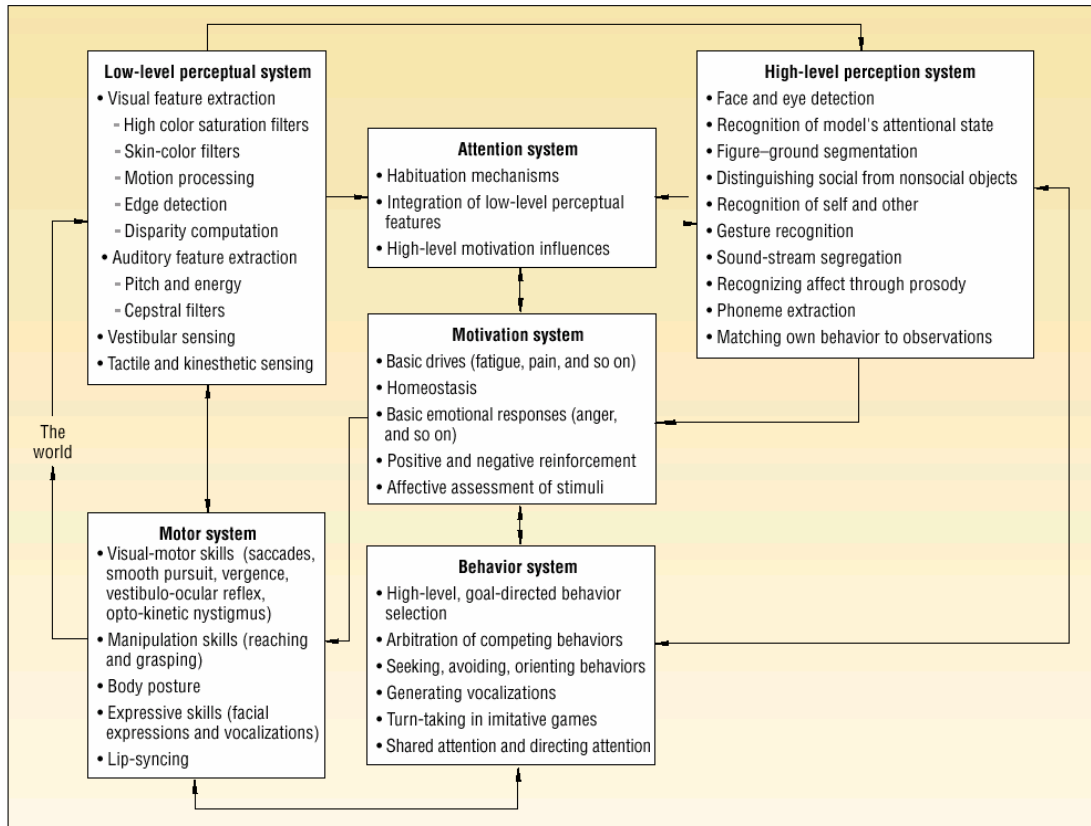 Low-level perceptual system
• Visual feature extraction
- High color saturation filters
- Skin-color filters
- Motion processing
- Edge detection
- Disparity computation
• Auditory feature extraction
- Pitch and energy
- Cepstral filters
• Vestibular sensing
• Tactile and kinesthetic sensing
Attention system
• Habituation mechanisms
• Integration of low-level perceptual
features
• High-level motivation influences
High-level perception system
• Face and eye detection
• Recognition of model's attentional state
• Figure–ground segmentation
• Distinguishing social from nonsocial objects
• Recognition of self and other
• Gesture recognition
• Sound-stream segregation
• Recognizing affect through prosody
• Phoneme extraction
• Matching own behavior to observations
Motivation system
• Basic drives (fatigue, pain, and so on)
• Homeostasis
• Basic emotional responses (anger,
and so on)
• Positive and negative reinforcement
• Affective assessment of stimuli
The
world
Motor system
• Visual-motor skills (saccades,
smooth pursuit, vergence,
vestibulo-ocular reflex,
opto-kinetic nystigmus)
• Manipulation skills (reaching
and grasping)
• Body posture
• Expressive skills (facial
expressions and vocalizations)
• Lip-syncing
Behavior system
• High-level, goal-directed behavior
selection
• Arbitration of competing behaviors
• Seeking, avoiding, orienting behaviors
• Generating vocalizations
• Turn-taking in imitative games
• Shared attention and directing attention